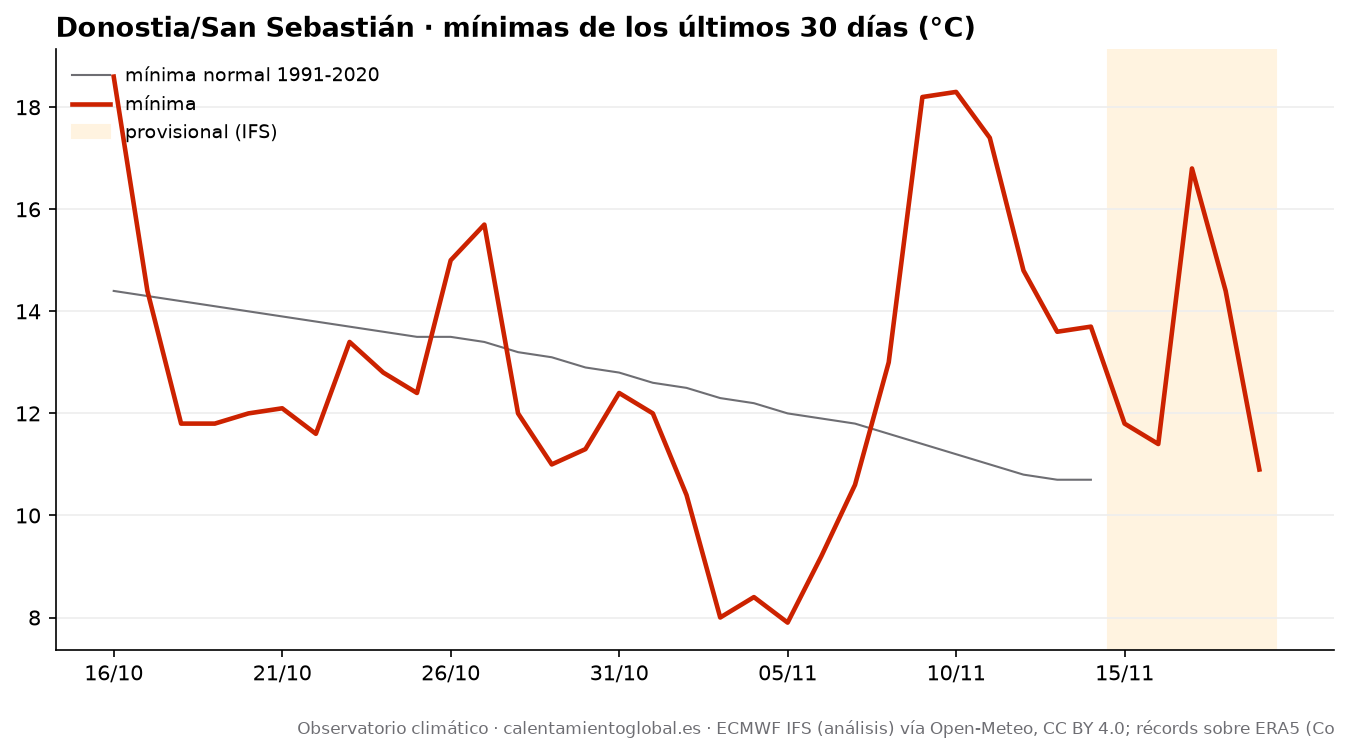 Donostia/San Sebastián · mínimas de los últimos 30 días (°C)
mínima normal 1991-2020
mínima
provisional (IFS)
18
16
14
12
10
8
16/10
21/10
26/10
31/10
05/11
10/11
15/11
Observatorio climático · calentamientoglobal.es · ECMWF IFS (análisis) vía Open-Meteo, CC BY 4.0; récords sobre ERA5 (Co